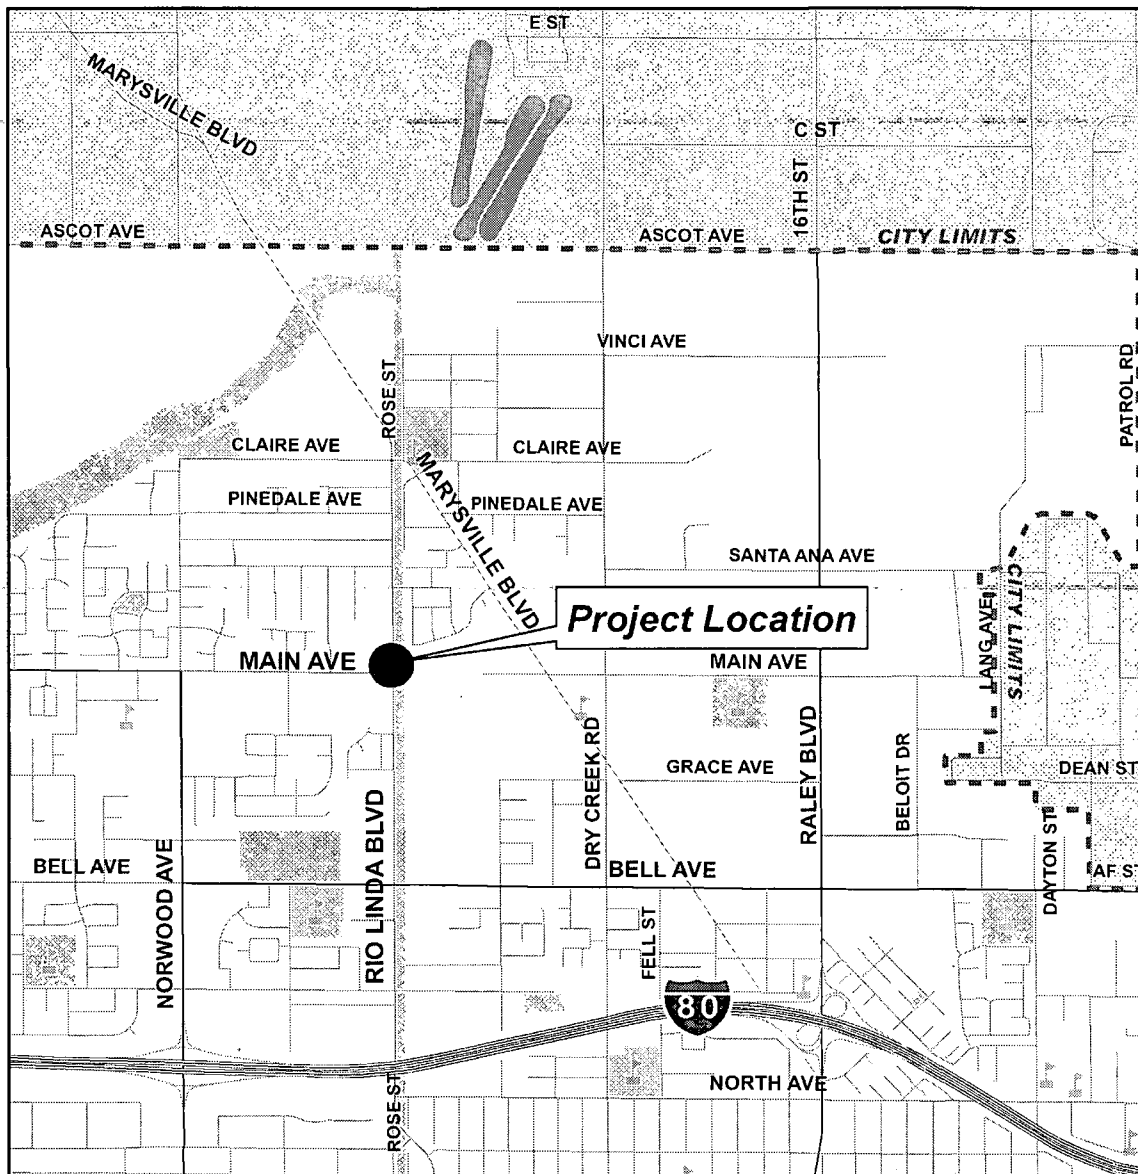 E ST
MARYSVILLE BLVD
C ST
16TH ST
ASCOT AVE
ASCOT AVE
CITY LIMITS
VINCI AVE
ROSE ST
PATROL RD
CLAIRE AVE
CLAIRE AVE
MARYSVILLE BLVD
PINEDALE AVE
PINEDALE AVE
SANTA ANA AVE
CITY LIMITS
LANG AVE
Project Location
MAIN AVE
MAIN AVE
RALEY BLVD
BELOIT DR
DRY CREEK RD
GRACE AVE
DEAN ST
RIO LINDA BLVD
DAYTON ST
BELL AVE
BELL AVE
AF ST
NORWOOD AVE
FELL ST
80
NORTH AVE
ROSE ST